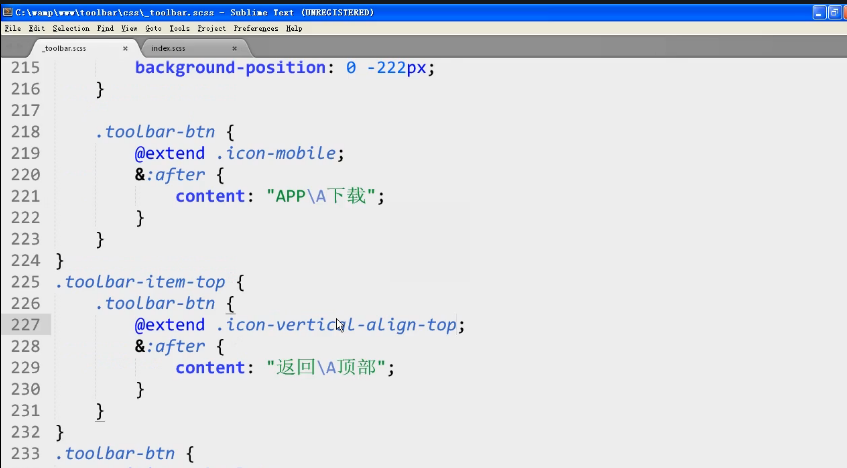 C:\wamp\www\toolbar\css\_toolbar.scss - Sublime Text (UNREGISTERED)
File Edit Selection Find View Goto Tools Project Preferences Help
_toolbar.scss × index.scss ×
215 background-position: 0 -222px;
216 }
217
218 .toolbar-btn {
219 @extend .icon-mobile;
220 &:after {
221 content: "APP\A下载";
222 }
223 }
224 }
225 .toolbar-item-top {
226 .toolbar-btn {
227 @extend .icon-vertical-align-top;
228 &:after {
229 content: "返回\A顶部";
230 }
231 }
232 }
233 .toolbar-btn {